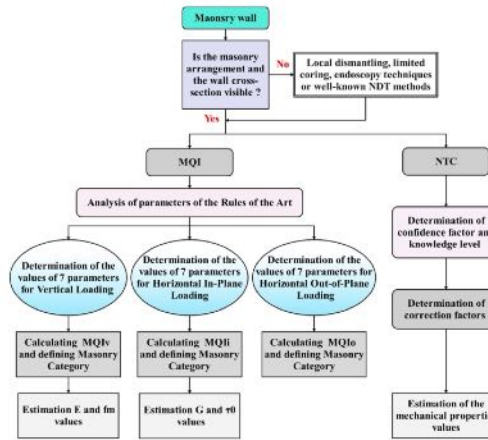 Maonsry wall
Is the masonry
arrangement and
the wall cross-
section visible ?
No
Local dismantling, limited
coring, endoscopy techniques
or well-known NDT methods
Yes
MQI
NTC
Analysis of parameters of the Rules of the Art
Determination of
confidence factor an
knowledge level
Determination of the
values of 7 parameters
for Vertical Loading
Determination of the
values of 7 parameters
for Horizontal In-Plane
Loading
Determination of the
values of 7 parameters for
Horizontal Out-of-Plane
Loading
Determination of
correction factors
Calculating MQIv
and defining Masonry
Category
Calculating MQIi
and defining Masonry
Category
Calculating MQIo
and defining Masonry
Category
Estimation E and fm
values
Estimation G and τ0
values
Estimation of the
mechanical properti
values